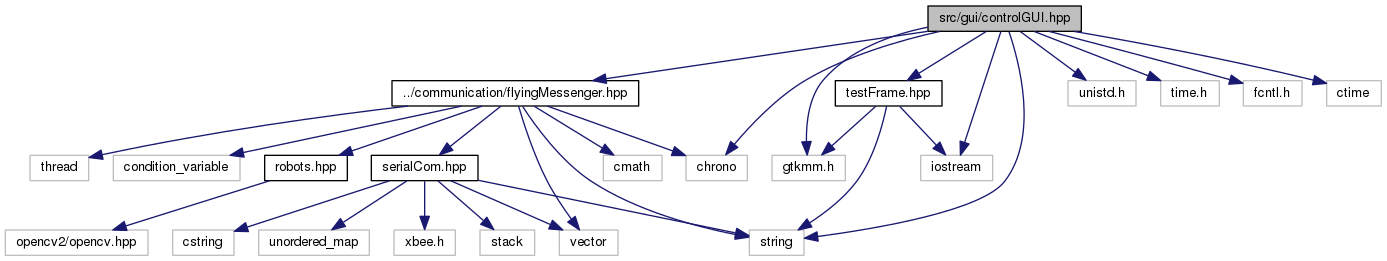 src/gui/controlGUI.hpp
../communication/flyingMessenger.hpp
testFrame.hpp
unistd.h
time.h
fcntl.h
ctime
thread
condition_variable
robots.hpp
serialCom.hpp
cmath
chrono
gtkmm.h
iostream
opencv2/opencv.hpp
cstring
unordered_map
xbee.h
stack
vector
string